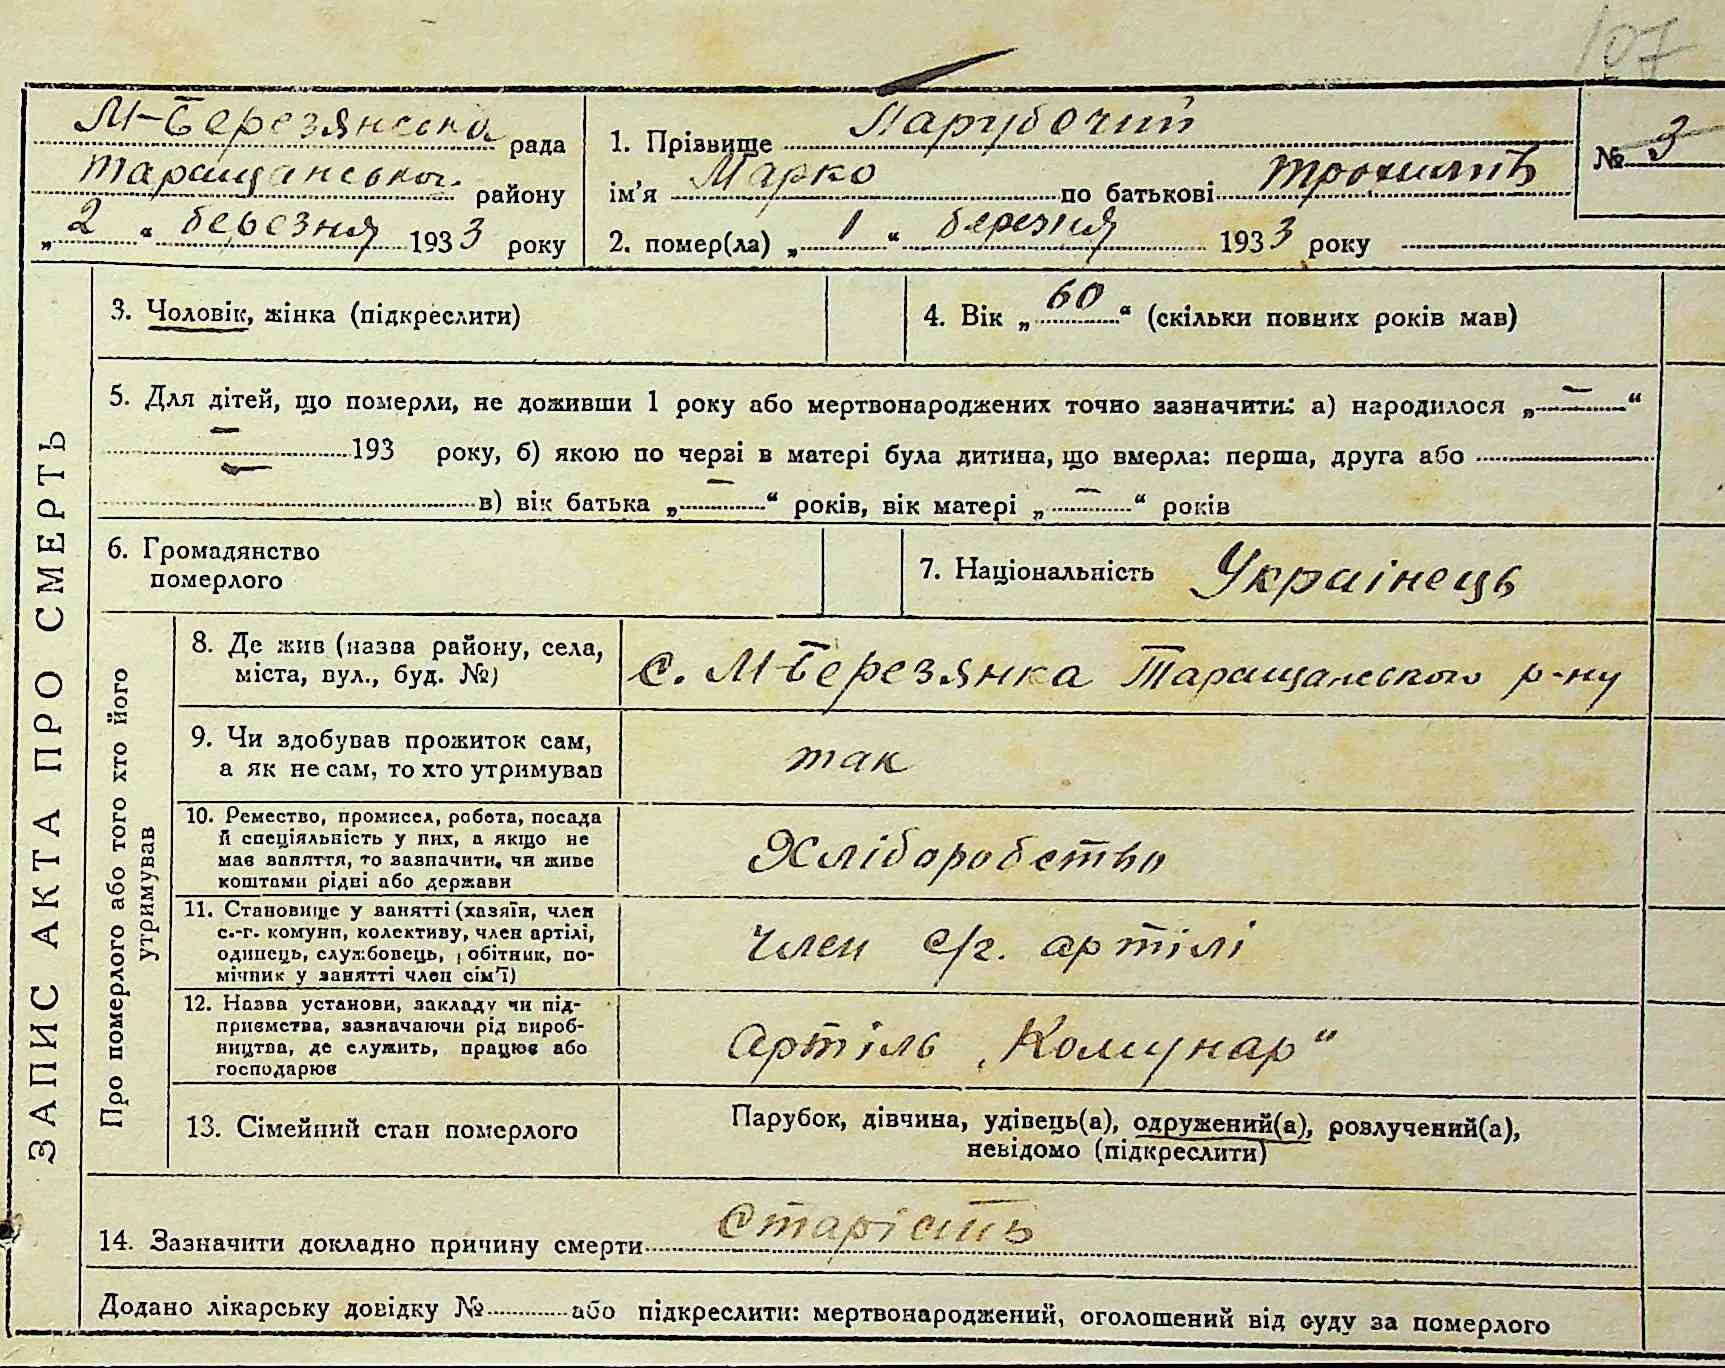 107
М-Березянська рада
Таращанського району
„2“ березня 1933 року
1. Прізвище Парубочий
ім'я Марко по батькові
2. помер(ла) „1“ березня 1933 року
№ 3
ЗАПИС АКТА ПРО СМЕРТЬ
3. Чоловік, жінка (підкреслити)
4. Вік „60“ (скільки повних років мав)
5. Для дітей, що померли, не доживши 1 року або мертвонароджених точно зазначити: а) народилося „—“
— 193 року, б) якою по черзі в матері була дитина, що вмерла: перша, друга або
— в) вік батька „—“ років, вік матері „—“ років
6. Громадянство
померлого
7. Національність Украінець
Про померлого або того хто його
утримував
8. Де жив (назва району, села,
міста, вул., буд. №)
с. М-Березянка Таращанського р-ну
9. Чи здобував прожиток сам,
а як не сам, то хто утримував
так
10. Ремество, промисел, робота, посада
й спеціяльність у них, а якщо не
мав заняття, то зазначити, чи живе
коштами рідні або держави
Хліборобство
11. Становище у занятті (хазяїн, член
с.-г. комуни, колективу, член артілі,
одинець, службовець, робітник, по-
мічник у занятті член сім'ї)
член с/г. артілі
12. Назва установи, закладу чи під-
приємства, зазначаючи рід вироб-
ництва, де служить, працює або
господарює
Артіль „Комунар“
13. Сімейний стан померлого
Парубок, дівчина, удівець(а), одружений(а), розлучений(а),
невідомо (підкреслити)
14. Зазначити докладно причину смерти Старість
Додано лікарську довідку № або підкреслити: мертвонароджений, оголошений від суду за померлого